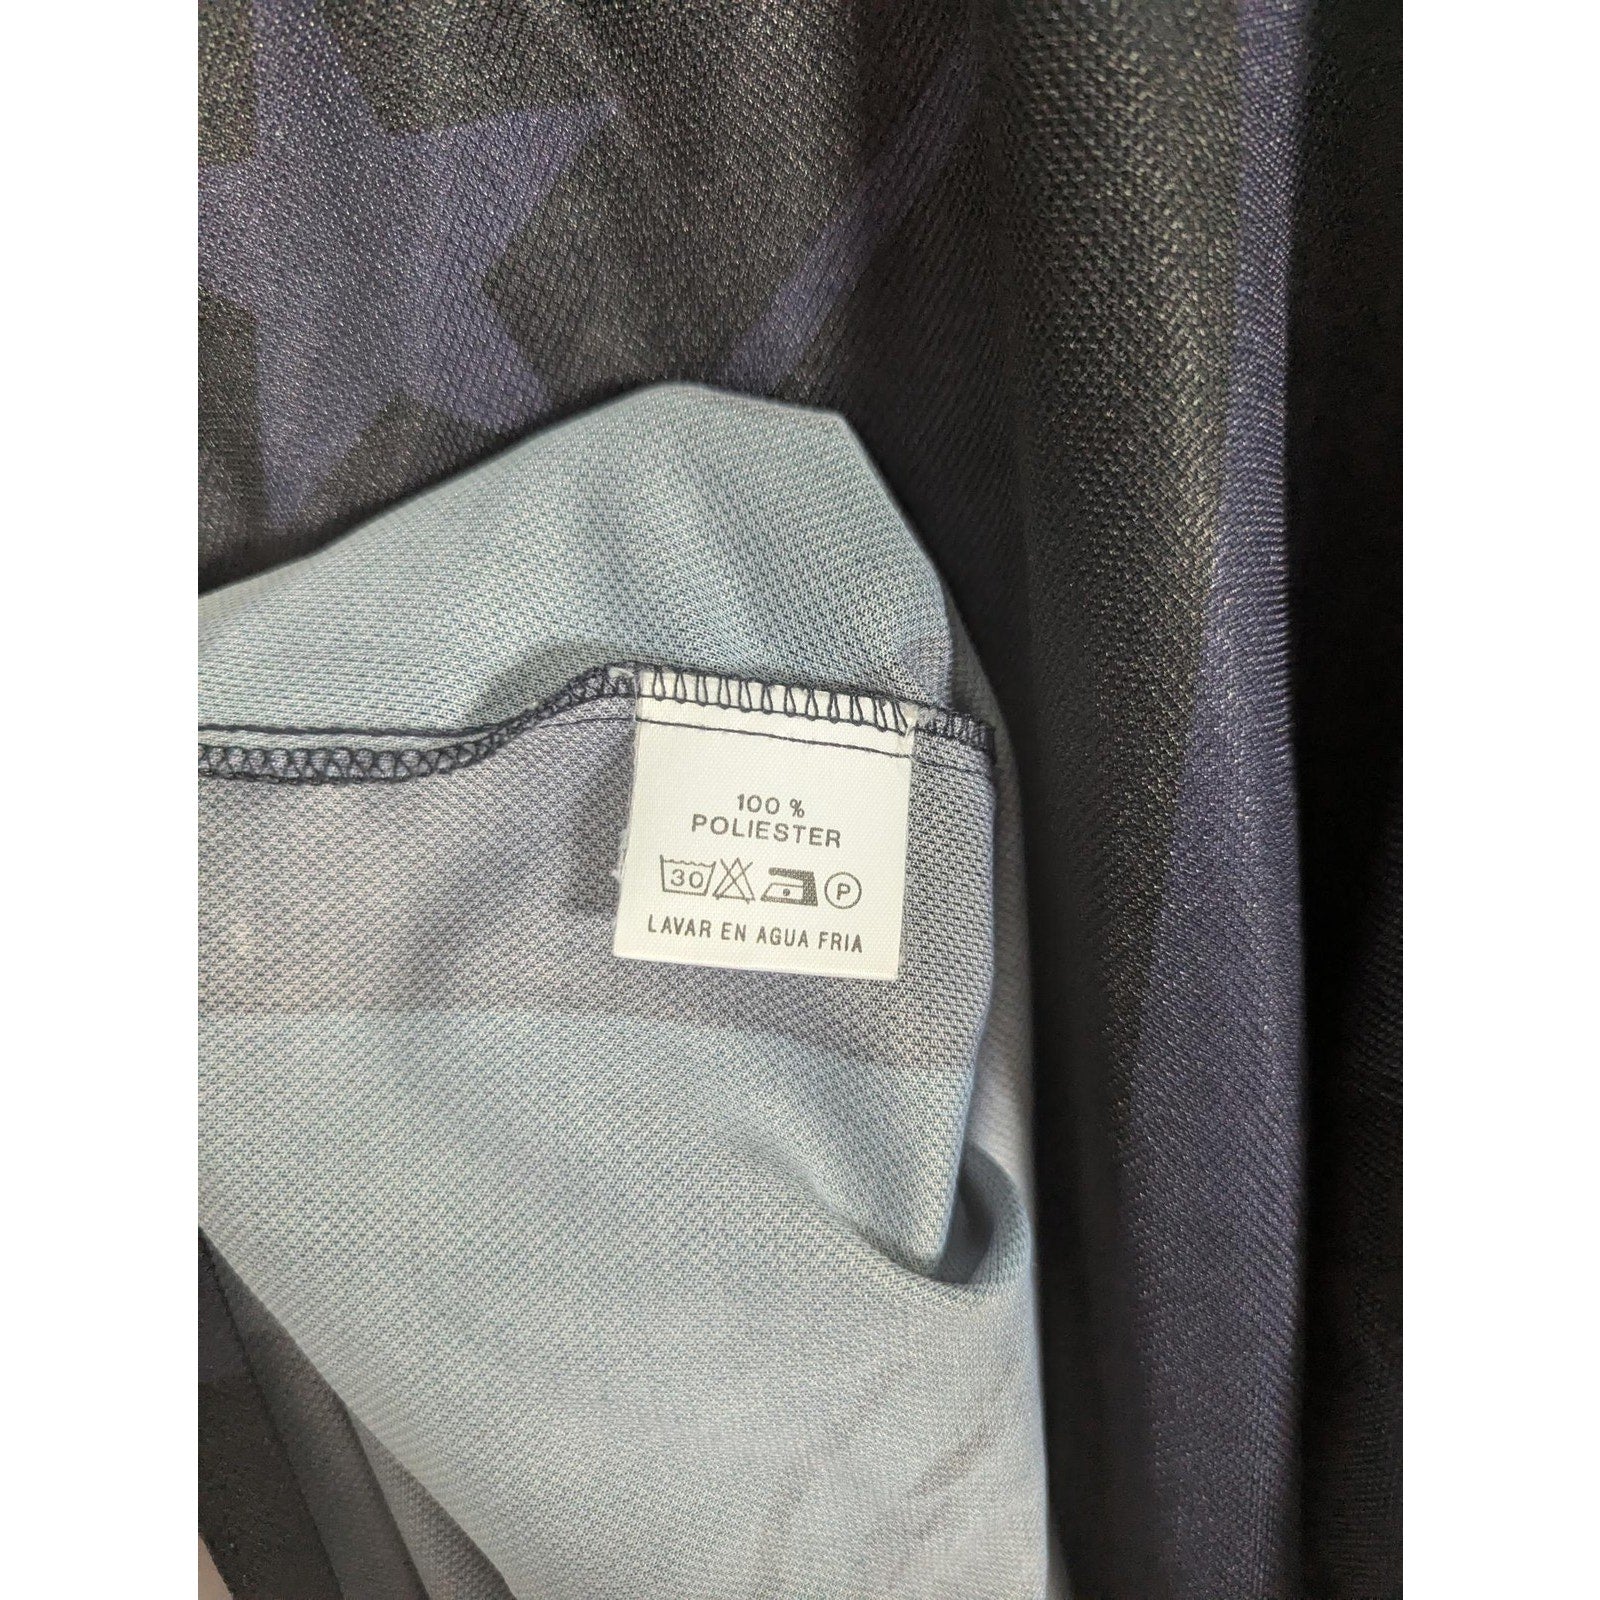 100 %
POLIESTER
30 P
LAVAR EN AGUA FRIA